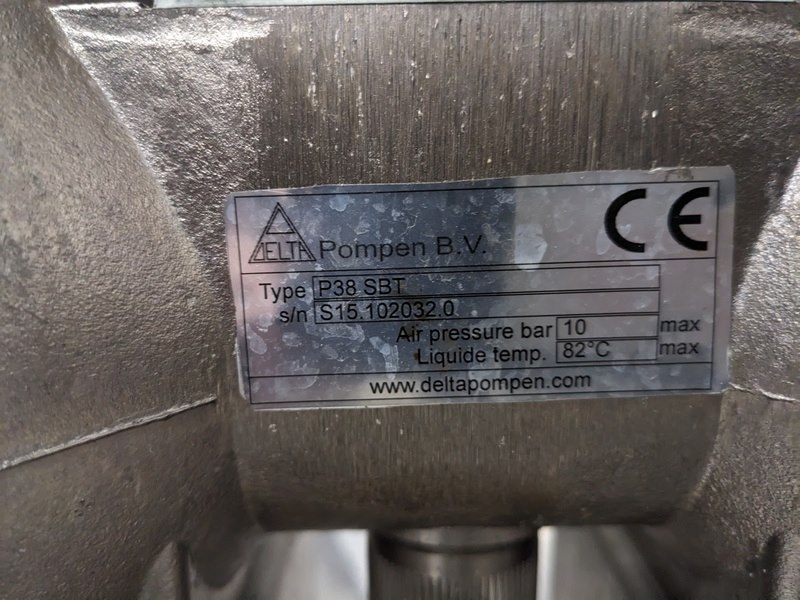 DELTA Pompen B.V. CE
Type P38 SBT
s/n S15.102032.0
Air pressure bar 10 max
Liquide temp. 82°C max
www.deltapompen.com